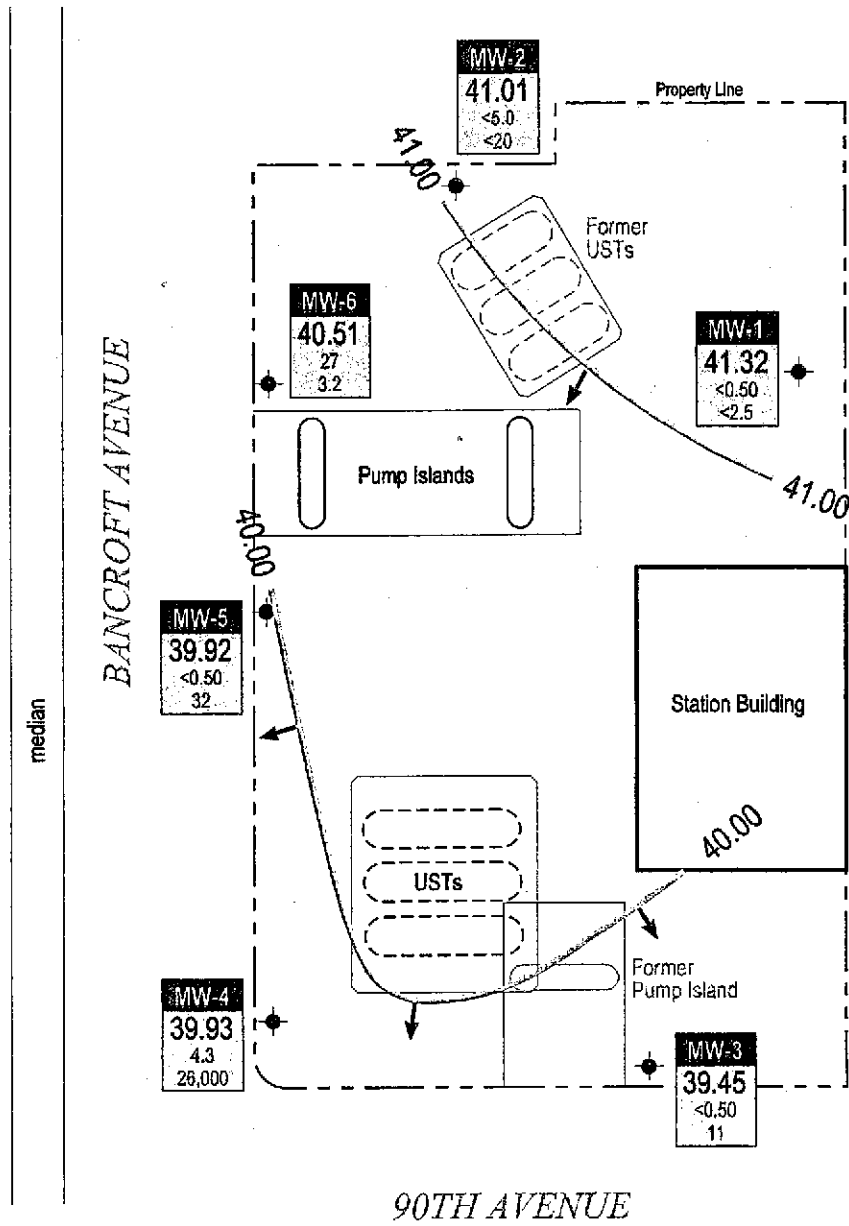 MW-2
41.01
<5.0
<20
Property Line
41.00
Former
USTs
MW-6
40.51
27
3.2
MW-1
41.32
<0.50
<2.5
BANCROFT AVENUE
Pump Islands
41.00
40.00
MW-5
39.92
<0.50
32
Station Building
median
40.00
USTs
Former
Pump Island
MW-4
39.93
4.3
26,000
MW-3
39.45
<0.50
11
90TH AVENUE